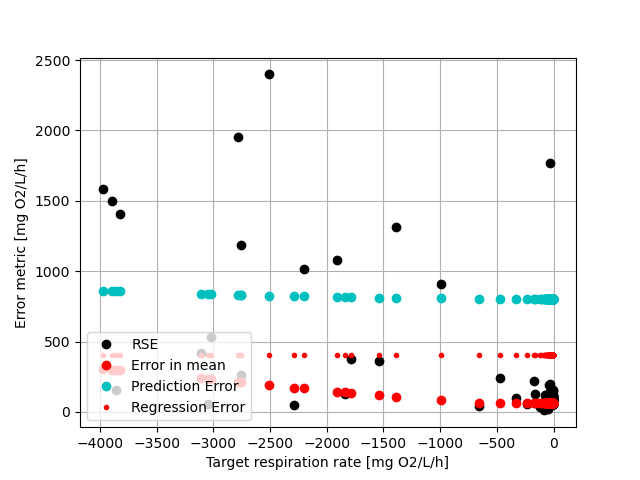 2500
2000
1500
1000
500
0
Error metric [mg O2/L/h]
RSE
Error in mean
Prediction Error
Regression Error
−4000 −3500 −3000 −2500 −2000 −1500 −1000 −500 0
Target respiration rate [mg O2/L/h]